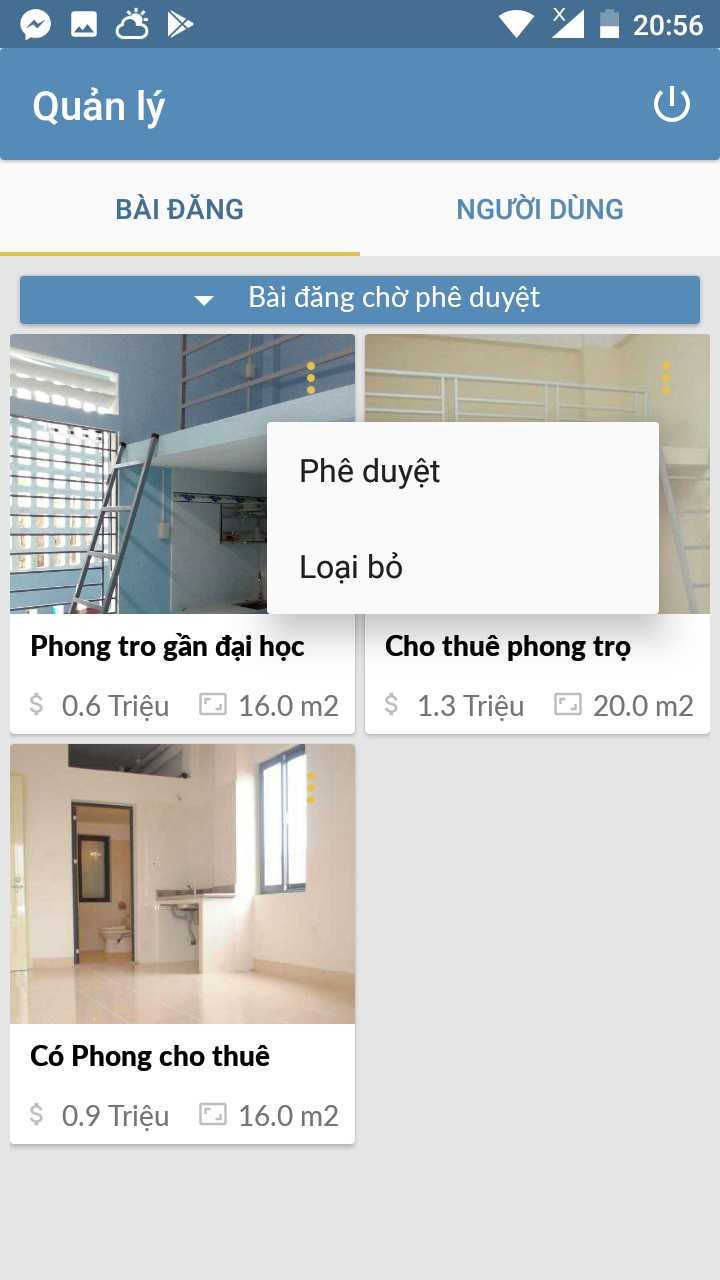 20:56
Quản lý
BÀI ĐĂNG NGƯỜI DÙNG
Bài đăng chờ phê duyệt
Phê duyệt
Loại bỏ
Phong tro gần đại học
Cho thuê phong trọ
0.6 Triệu 16.0 m2
1.3 Triệu 20.0 m2
Có Phong cho thuê
0.9 Triệu 16.0 m2